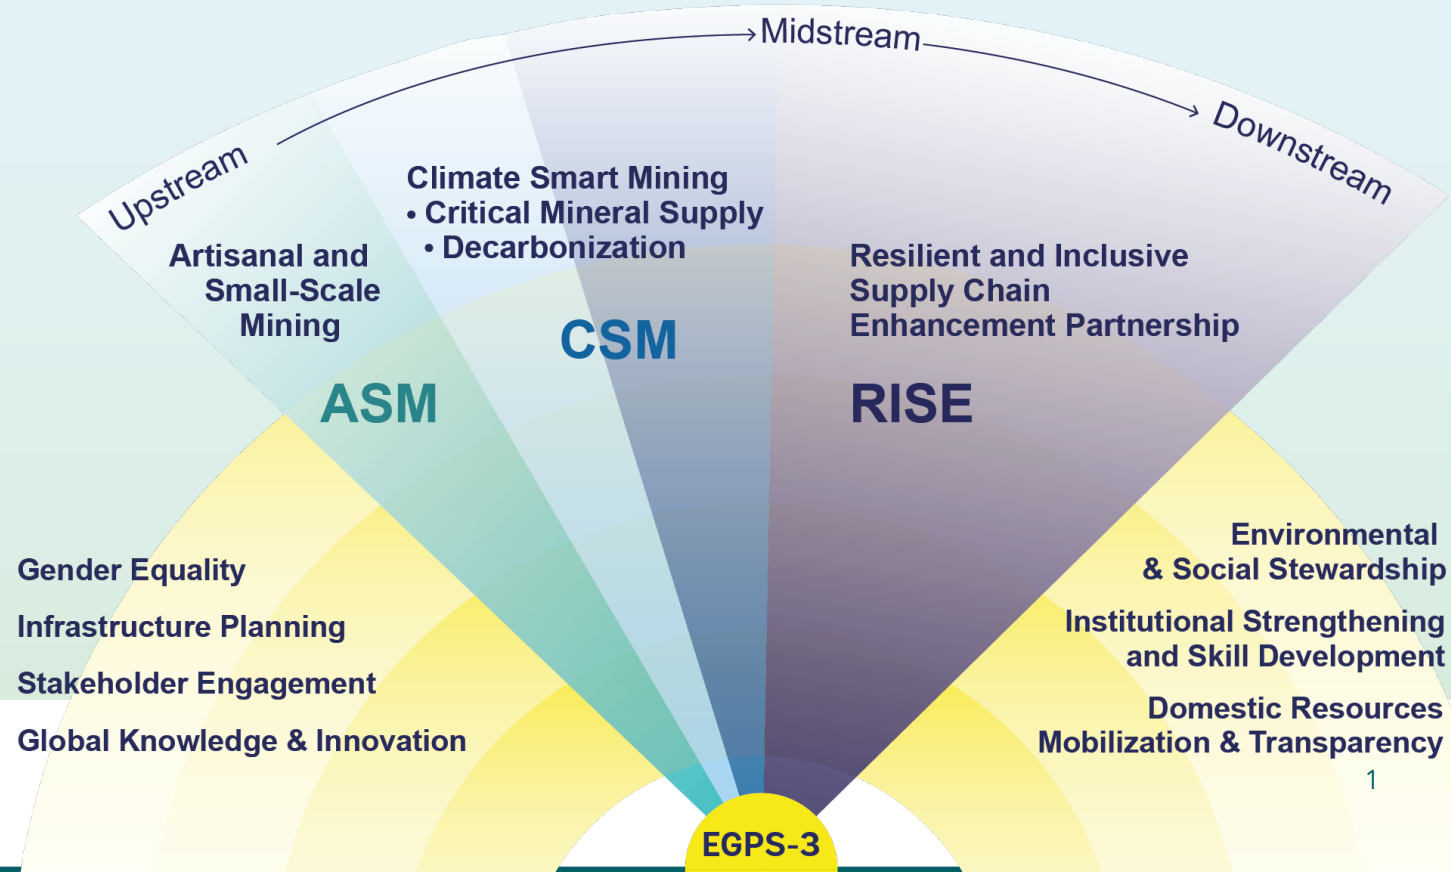 Upstream
Midstream
Downstream
Artisanal and
Small-Scale
Mining
ASM
Climate Smart Mining
• Critical Mineral Supply
• Decarbonization
CSM
Resilient and Inclusive
Supply Chain
Enhancement Partnership
RISE
Gender Equality
Infrastructure Planning
Stakeholder Engagement
Global Knowledge & Innovation
Environmental
& Social Stewardship
Institutional Strengthening
and Skill Development
Domestic Resources
Mobilization & Transparency
1
EGPS-3